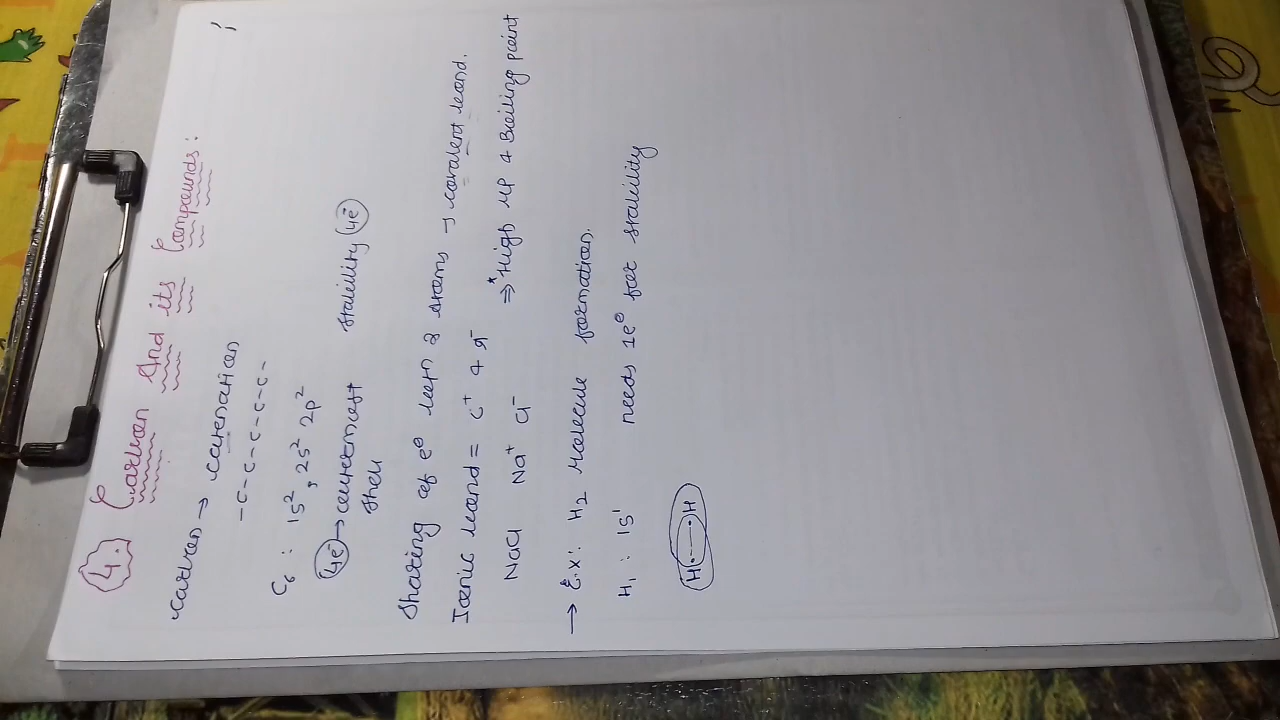 4. Carbon And its Compounds:
carbon → catenation
-C-C-C-C-C-C-
C6 : 1s², 2s² 2p²
4e⁻ → outermost shell stability 4e⁻
Sharing of e⊖ betn 2 atoms → covalent bond.
Ionic bond = C⁺ & A⁻
NaCl Na⁺ Cl⁻ ⇒ *High MP & Boiling point
→ Ex: H2 Molecule formation.
H1 : 1s¹ needs 1e⊖ for stability
H H